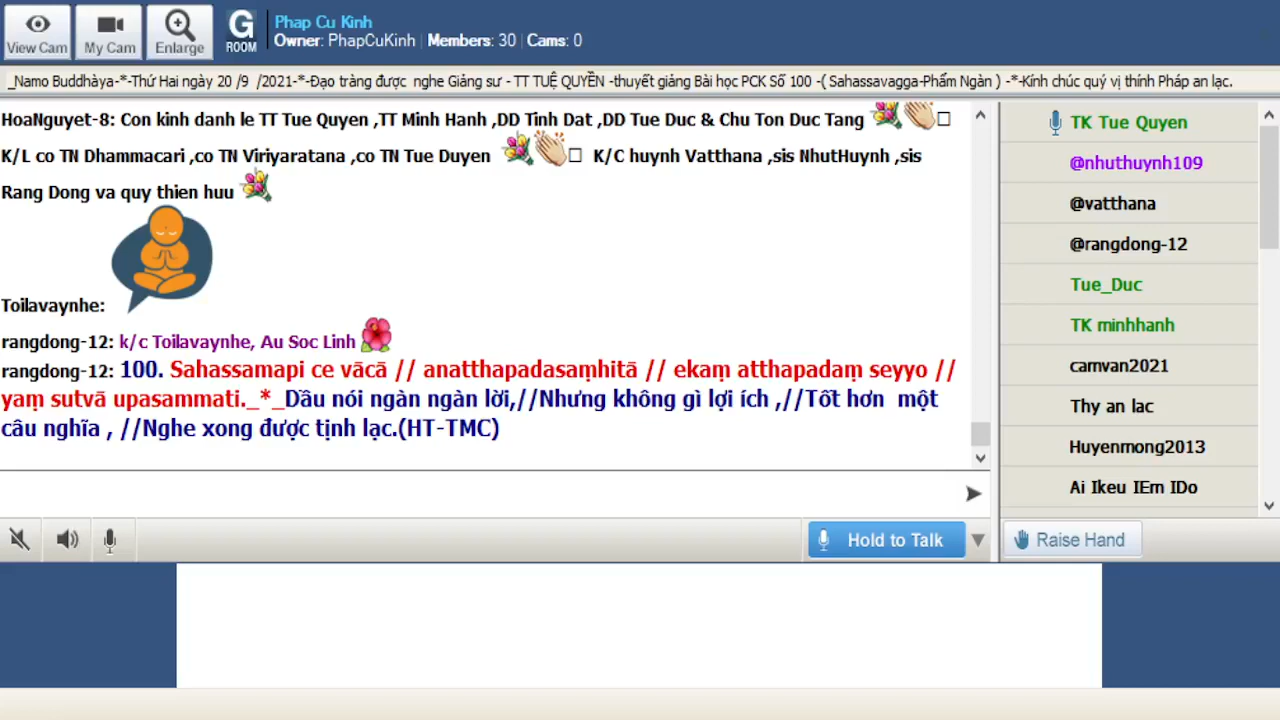 View Cam
My Cam
Enlarge
G
ROOM
Phap Cu Kinh
Owner: PhapCuKinh | Members: 30 | Cams: 0
_Namo Buddhàya-*-Thứ Hai ngày 20 /9 /2021-*-Đạo tràng được nghe Giảng sư - TT TUỆ QUYỀN -thuyết giảng Bài học PCK Số 100 -( Sahassavagga-Phẩm Ngàn ) -*-Kính chúc quý vị thính Pháp an lạc.
HoaNguyet-8: Con kinh danh le TT Tue Quyen ,TT Minh Hanh ,DD Tinh Dat ,DD Tue Duc & Chu Ton Duc Tang
K/L co TN Dhammacari ,co TN Viriyaratana ,co TN Tue Duyen K/C huynh Vatthana ,sis NhutHuynh ,sis
Rang Dong va quy thien huu
Toilavaynhe:
rangdong-12: k/c Toilavaynhe, Au Soc Linh
rangdong-12: 100. Sahassamapi ce vācā // anatthapadasaṃhitā // ekaṃ atthapadaṃ seyyo //
yaṃ sutvā upasammati._*_Dầu nói ngàn ngàn lời,//Nhưng không gì lợi ích ,//Tốt hơn một
câu nghĩa , //Nghe xong được tịnh lạc.(HT-TMC)
TK Tue Quyen
@nhuthuynh109
@vatthana
@rangdong-12
Tue_Duc
TK minhhanh
camvan2021
Thy an lac
Huyenmong2013
Ai Ikeu IEm IDo
Hold to Talk
Raise Hand